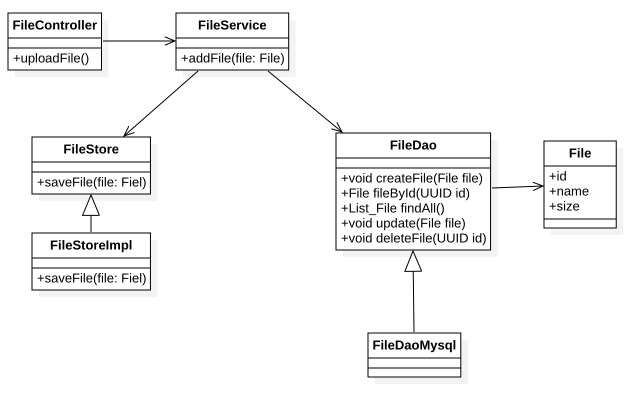 FileController
+uploadFile()
FileService
+addFile(file: File)
FileStore
+saveFile(file: Fiel)
FileStoreImpl
+saveFile(file: Fiel)
FileDao
+void createFile(File file)
+File fileById(UUID id)
+List_File findAll()
+void update(File file)
+void deleteFile(UUID id)
File
+id
+name
+size
FileDaoMysql